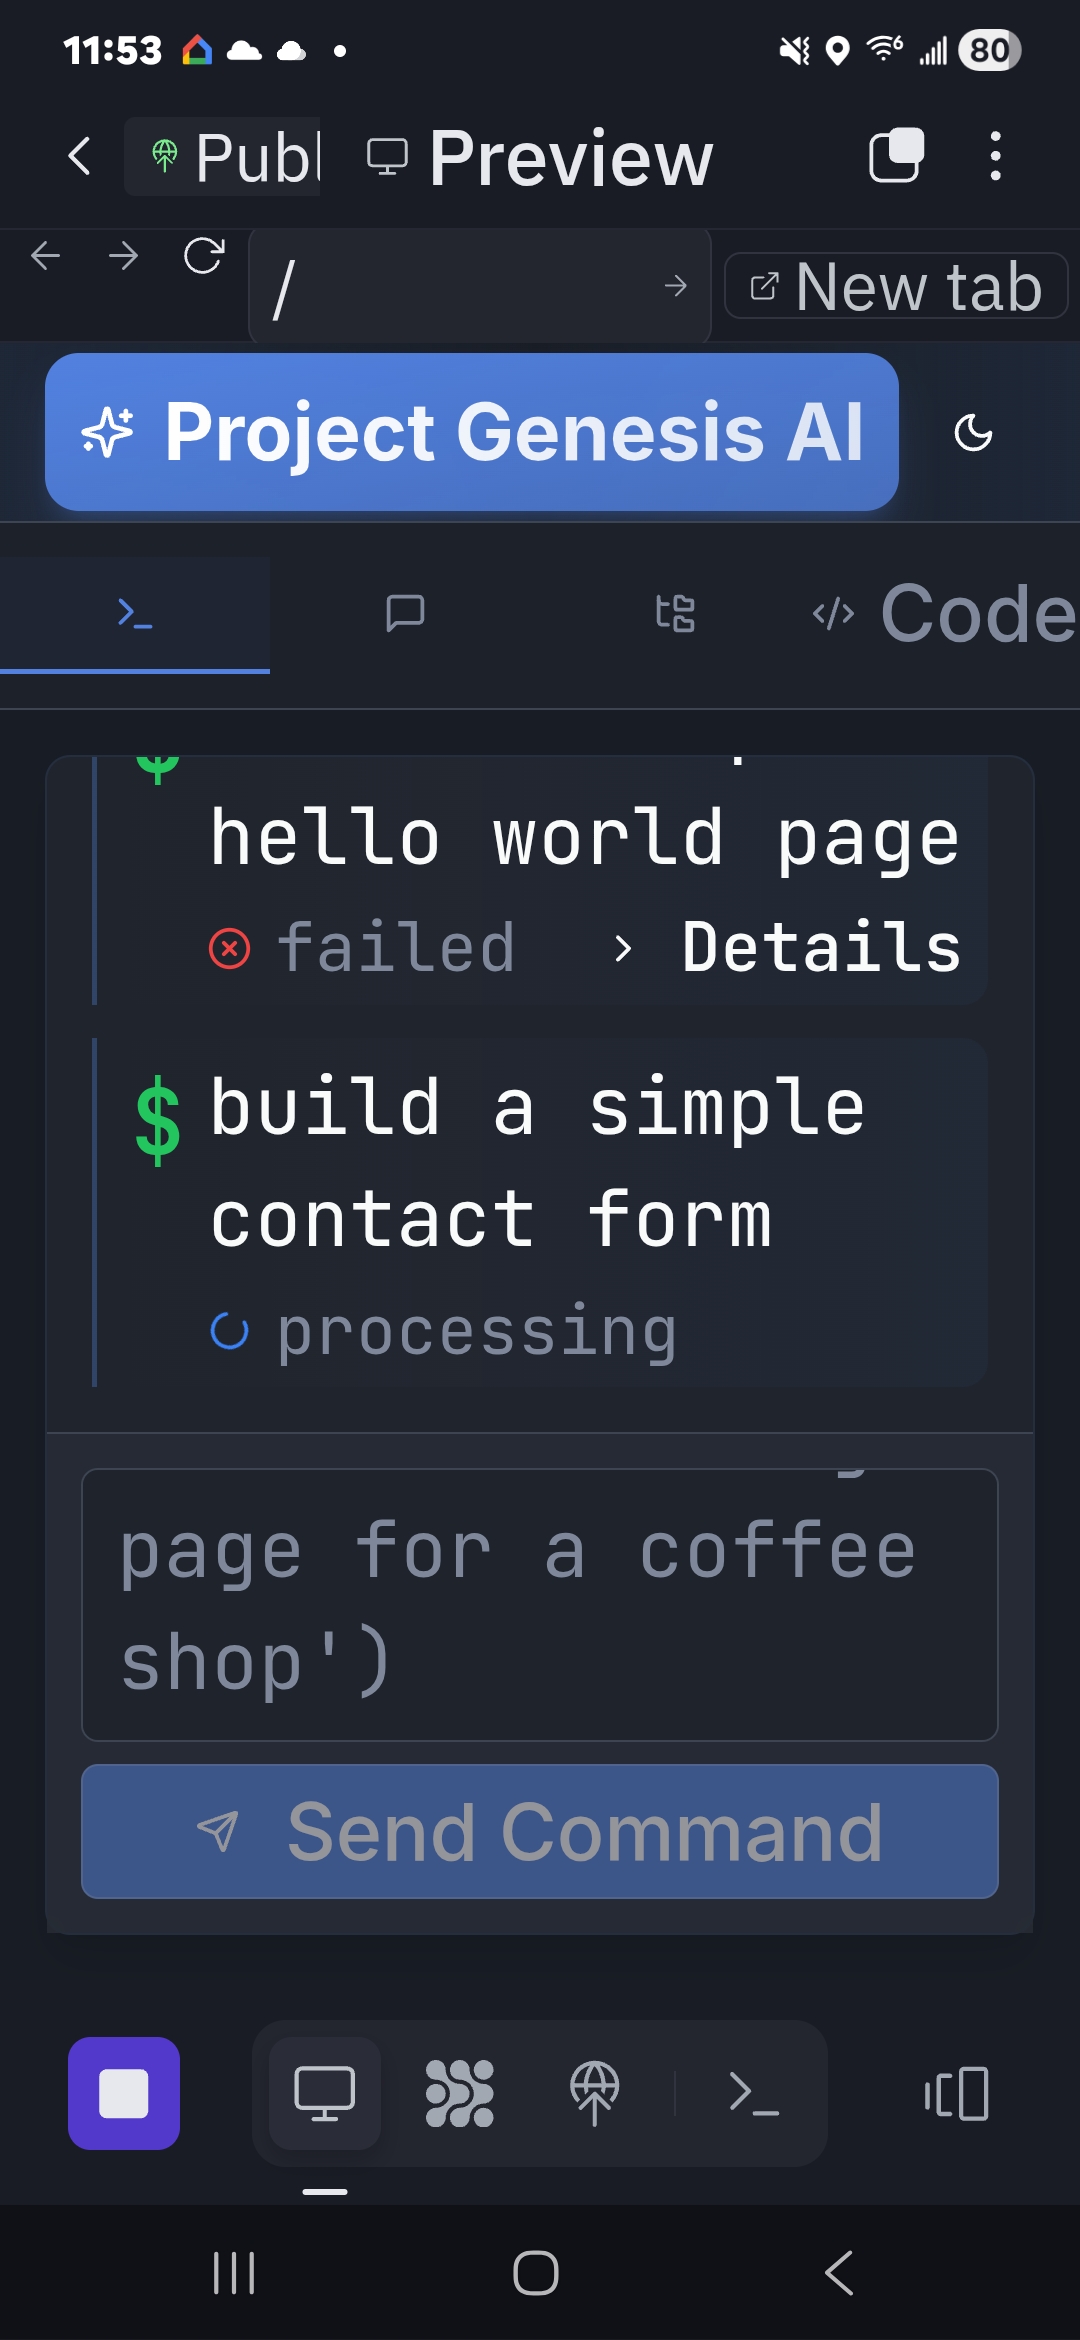 11:53
6
80
Publ
Preview
/
New tab
Project Genesis AI
Code
$
hello world page
failed
Details
$ build a simple
contact form
processing
page for a coffee
shop')
Send Command